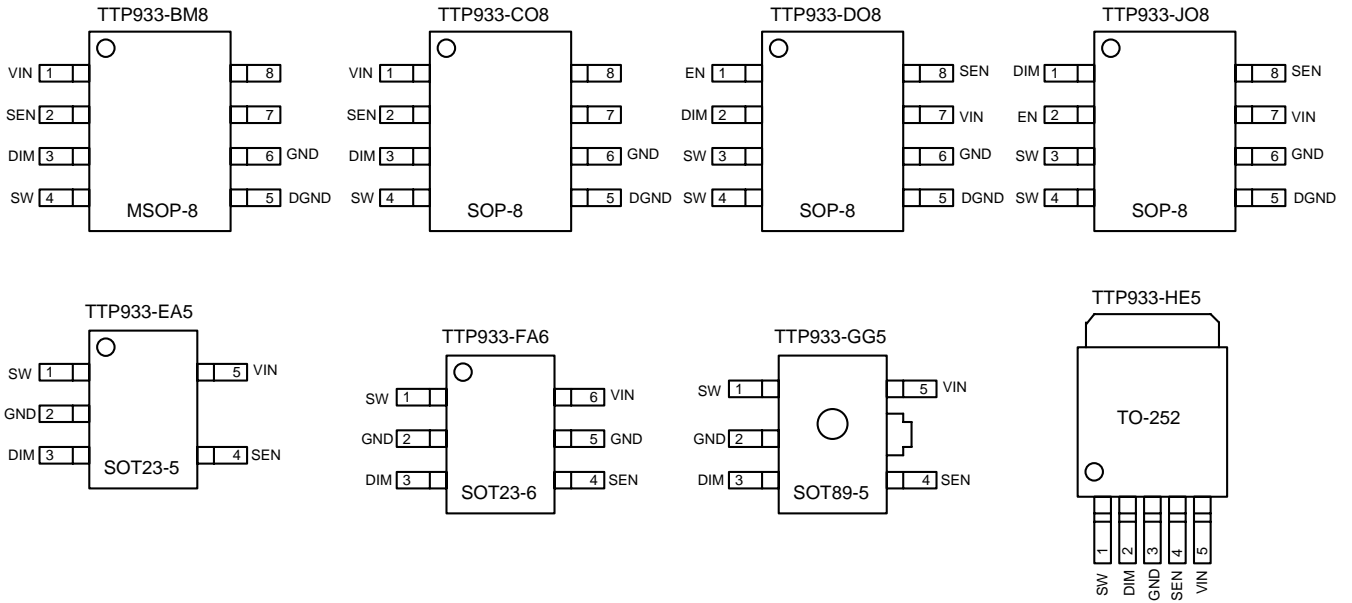 TTP933-BM8 TTP933-CO8 TTP933-DO8 TTP933-JO8
VIN 1 8 VIN 1 8 EN 1 8 SEN DIM 1 8 SEN
SEN 2 7 SEN 2 7 DIM 2 7 VIN EN 2 7 VIN
DIM 3 6 GND DIM 3 6 GND SW 3 6 GND SW 3 6 GND
SW 4 5 DGND SW 4 5 DGND SW 4 5 DGND SW 4 5 DGND
MSOP-8 SOP-8 SOP-8 SOP-8
TTP933-EA5
SW 1 5 VIN
GND 2
DIM 3 4 SEN
SOT23-5
TTP933-FA6
SW 1 6 VIN
GND 2 5 GND
DIM 3 4 SEN
SOT23-6
TTP933-GG5
SW 1 5 VIN
GND 2
DIM 3 4 SEN
SOT89-5
TTP933-HE5
TO-252
1 2 3 4 5
SW DIM GND SEN VIN